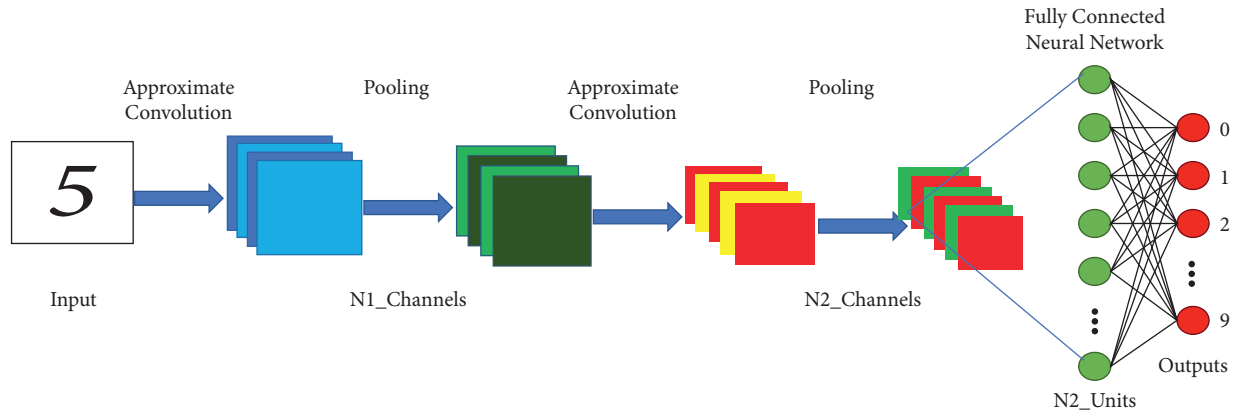 Fully Connected
Neural Network
Approximate
Convolution
Pooling
Approximate
Convolution
Pooling
5
0
1
2
9
Input
N1_Channels
N2_Channels
Outputs
N2_Units